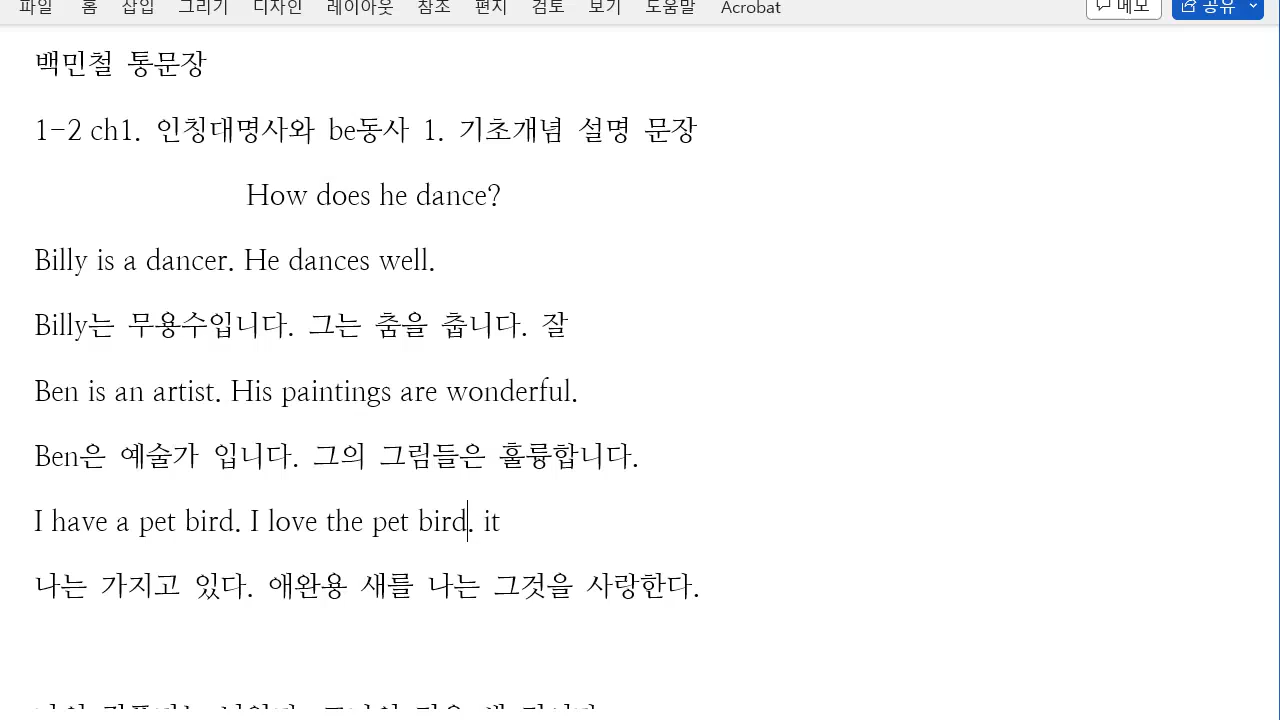 파일 홈 삽입 그리기 디자인 레이아웃 참조 편지 검토 보기 도움말 Acrobat 메모 공유
백민철 통문장
1-2 ch1. 인칭대명사와 be동사 1. 기초개념 설명 문장
How does he dance?
Billy is a dancer. He dances well.
Billy는 무용수입니다. 그는 춤을 춥니다. 잘
Ben is an artist. His paintings are wonderful.
Ben은 예술가 입니다. 그의 그림들은 훌륭합니다.
I have a pet bird. I love the pet bird. it
나는 가지고 있다. 애완용 새를 나는 그것을 사랑한다.